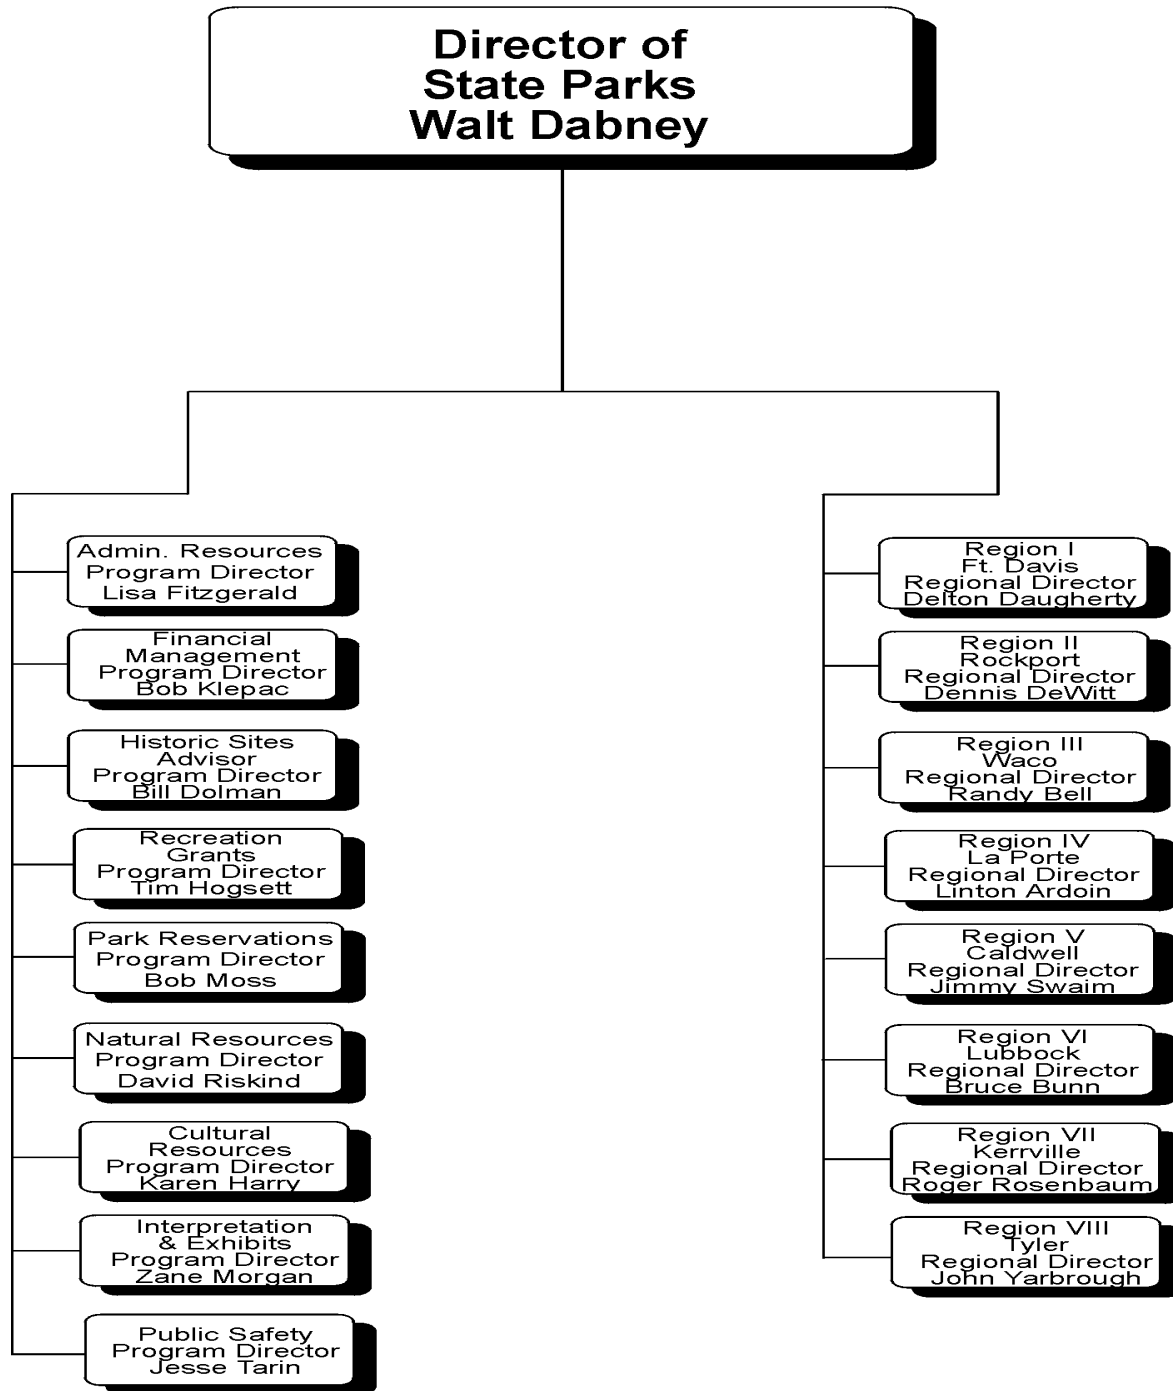 Director of
State Parks
Walt Dabney
Admin. Resources
Program Director
Lisa Fitzgerald
Financial
Management
Program Director
Bob Klepac
Historic Sites
Advisor
Program Director
Bill Dolman
Recreation
Grants
Program Director
Tim Hogsett
Park Reservations
Program Director
Bob Moss
Natural Resources
Program Director
David Riskind
Cultural
Resources
Program Director
Karen Harry
Interpretation
& Exhibits
Program Director
Zane Morgan
Public Safety
Program Director
Jesse Tarin
Region I
Ft. Davis
Regional Director
Delton Daugherty
Region II
Rockport
Regional Director
Dennis DeWitt
Region III
Waco
Regional Director
Randy Bell
Region IV
La Porte
Regional Director
Linton Ardoin
Region V
Caldwell
Regional Director
Jimmy Swaim
Region VI
Lubbock
Regional Director
Bruce Bunn
Region VII
Kerrville
Regional Director
Roger Rosenbaum
Region VIII
Tyler
Regional Director
John Yarbrough